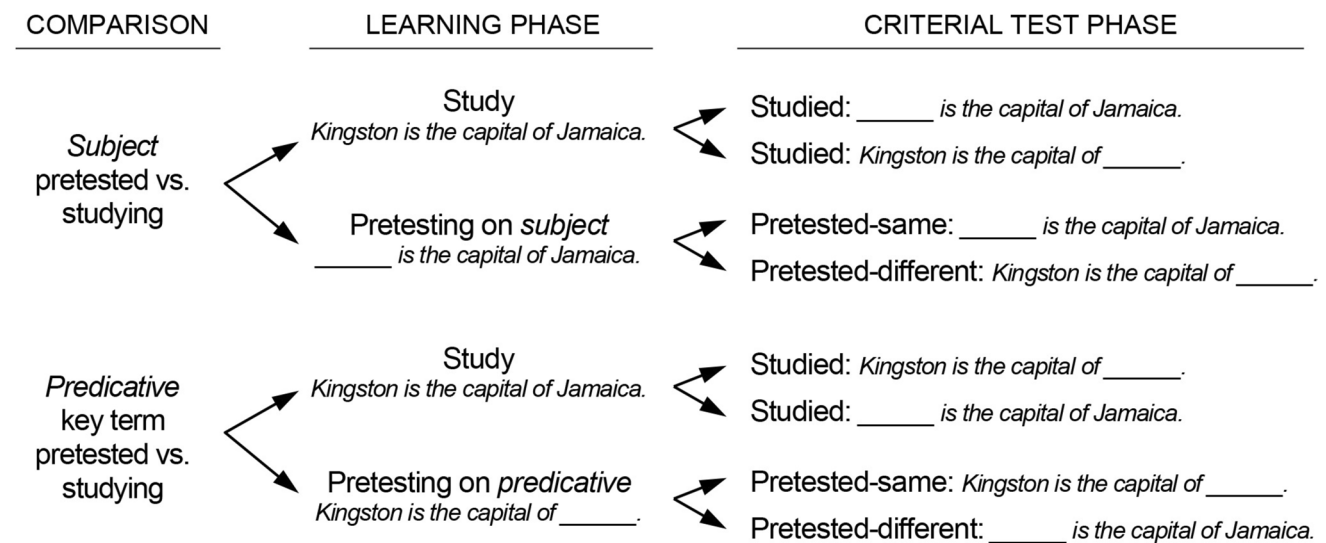 COMPARISON LEARNING PHASE CRITERIAL TEST PHASE
Subject
pretested vs.
studying
Study
Kingston is the capital of Jamaica.
Studied: ______ is the capital of Jamaica.
Studied: Kingston is the capital of ______.
Pretesting on subject
______ is the capital of Jamaica.
Pretested-same: ______ is the capital of Jamaica.
Pretested-different: Kingston is the capital of ______.
Predicative
key term
pretested vs.
studying
Study
Kingston is the capital of Jamaica.
Studied: Kingston is the capital of ______.
Studied: ______ is the capital of Jamaica.
Pretesting on predicative
Kingston is the capital of ______.
Pretested-same: Kingston is the capital of ______.
Pretested-different: ______ is the capital of Jamaica.